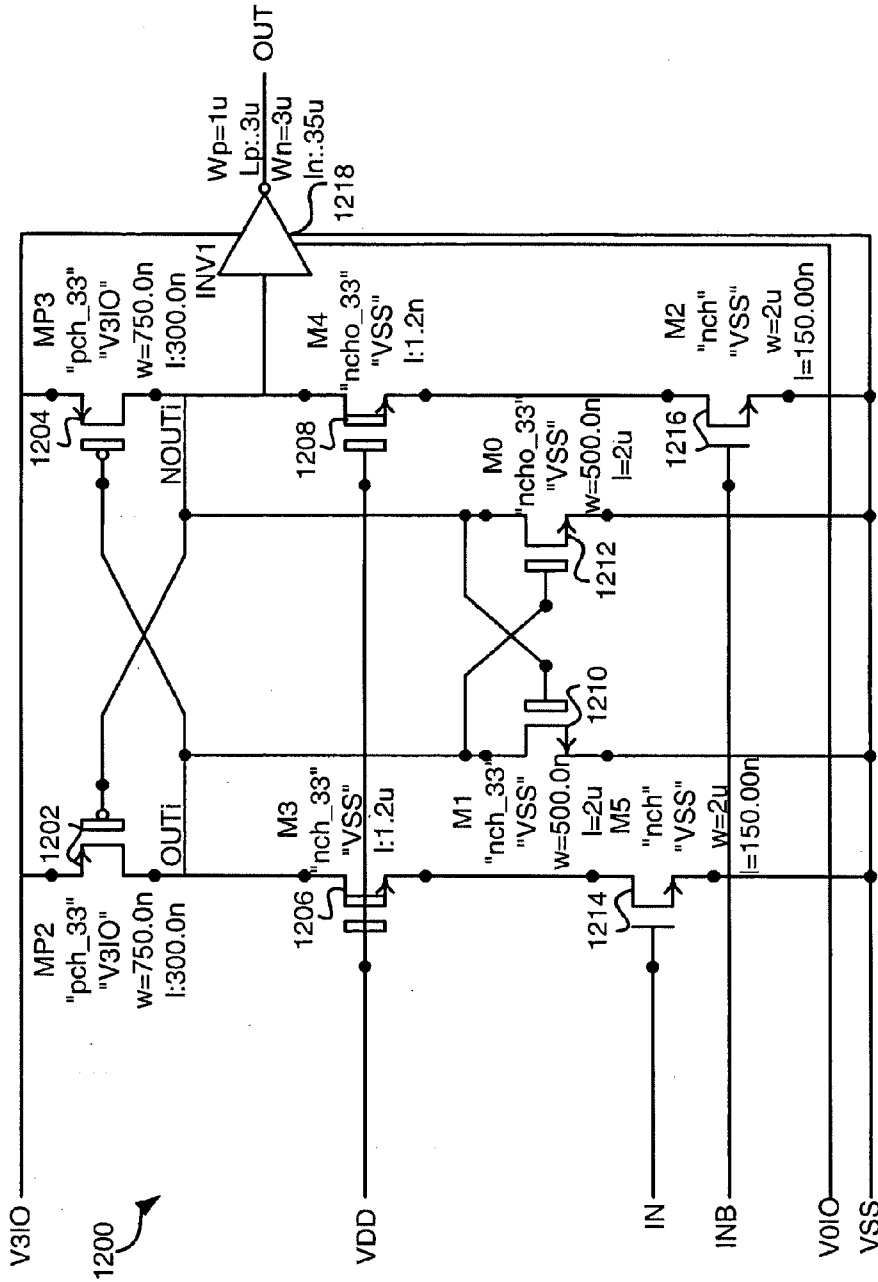 V3IO
1200
VDD
IN
INB
V0IO
VSS
MP2
"pch_33"
"V3IO"
w=750.0n
l:300.0n
1202
OUTi
MP3
"pch_33"
"V3IO"
w=750.0n
l:300.0n
1204
NOUTi
M3
"nch_33"
"VSS"
l:1.2u
1206
M4
"ncho_33"
"VSS"
l:1.2n
1208
M1
"nch_33"
"VSS"
w=500.0n
l=2u
1210
M0
"ncho_33"
"VSS"
w=500.0n
l=2u
1212
M5
"nch"
"VSS"
w=2u
l=150.00n
1214
M2
"nch"
"VSS"
w=2u
l=150.00n
1216
INV1
1218
Wp=1u
Lp:.3u
Wn=3u
ln:.35u
OUT